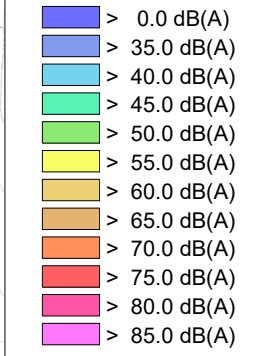 > 0.0 dB(A)
> 35.0 dB(A)
> 40.0 dB(A)
> 45.0 dB(A)
> 50.0 dB(A)
> 55.0 dB(A)
> 60.0 dB(A)
> 65.0 dB(A)
> 70.0 dB(A)
> 75.0 dB(A)
> 80.0 dB(A)
> 85.0 dB(A)